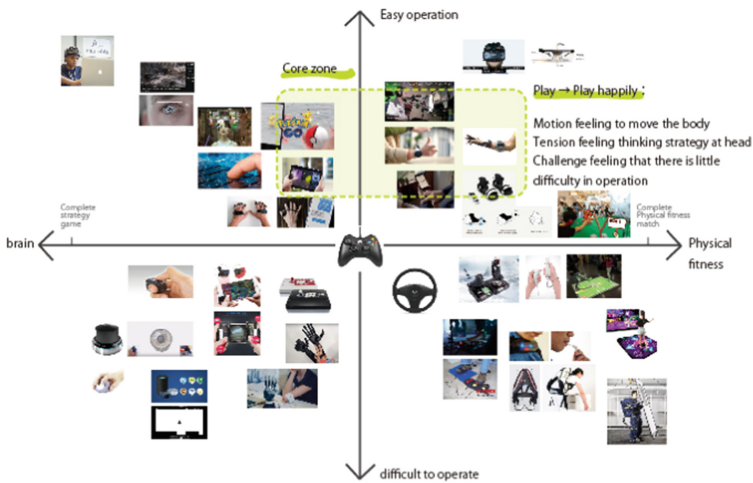 Easy operation
Core zone
Play → Play happily :
Motion feeling to move the body
Tension feeling thinking strategy at head
Challenge feeling that there is little
difficulty in operation
GO
Complete
strategy
game
Complete
Physical fitness
match
brain
Physical
fitness
difficult to operate